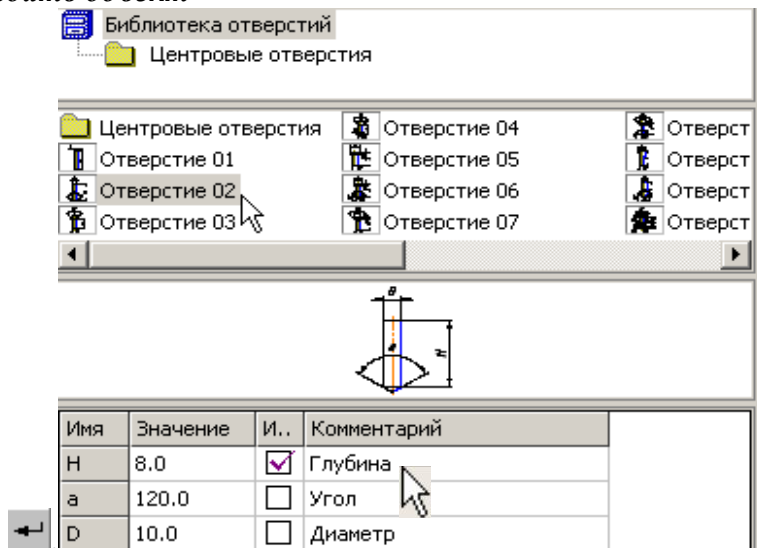 Библиотека отверстий
Центровые отверстия
Центровые отверстия Отверстие 04 Отверст
Отверстие 01 Отверстие 05 Отверст
Отверстие 02 Отверстие 06 Отверст
Отверстие 03 Отверстие 07 Отверст
H
Имя Значение И.. Комментарий
H 8.0 Глубина
a 120.0 Угол
D 10.0 Диаметр